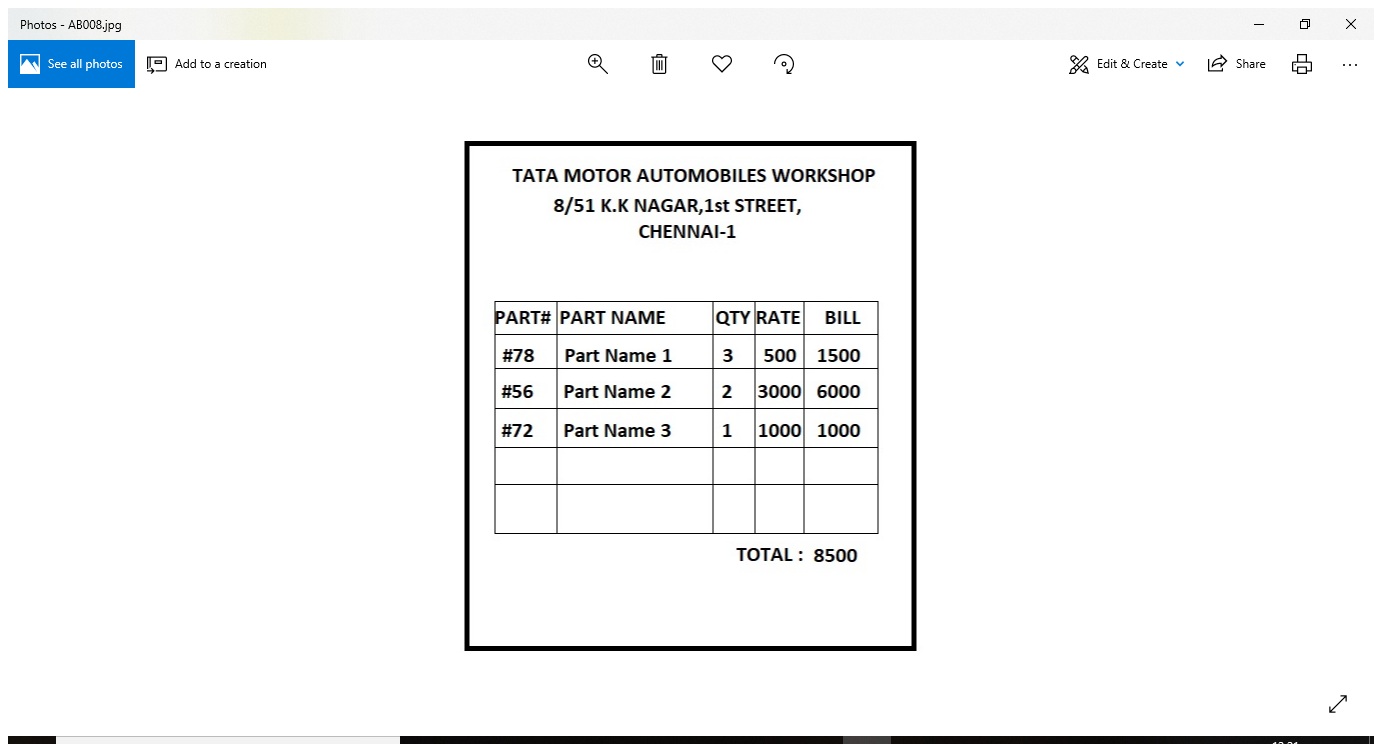 Photos - AB008.jpg
See all photos
Add to a creation
Edit & Create
Share
TATA MOTOR AUTOMOBILES WORKSHOP
8/51 K.K NAGAR,1st STREET,
CHENNAI-1
PART# PART NAME QTY RATE BILL
#78 Part Name 1 3 500 1500
#56 Part Name 2 2 3000 6000
#72 Part Name 3 1 1000 1000
TOTAL : 8500